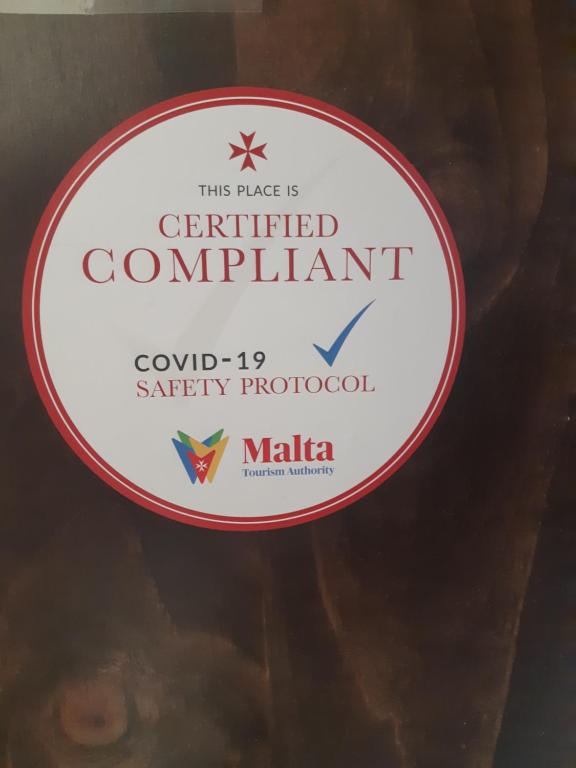 THIS PLACE IS
CERTIFIED
COMPLIANT
COVID-19
SAFETY PROTOCOL
Malta
Tourism Authority